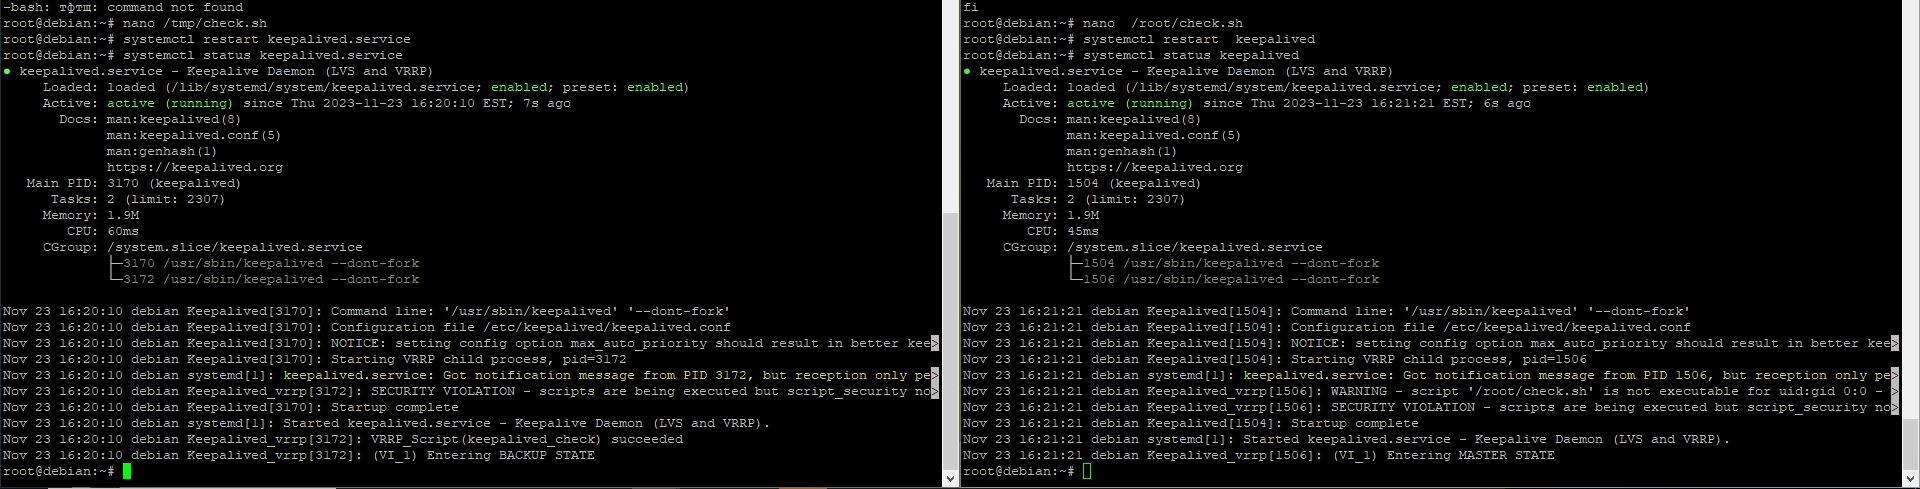 -bash: тфтщ: command not found
root@debian:~# nano /tmp/check.sh
root@debian:~# systemctl restart keepalived.service
root@debian:~# systemctl status keepalived.service
● keepalived.service - Keepalive Daemon (LVS and VRRP)
Loaded: loaded (/lib/systemd/system/keepalived.service; enabled; preset: enabled)
Active: active (running) since Thu 2023-11-23 16:20:10 EST; 7s ago
Docs: man:keepalived(8)
man:keepalived.conf(5)
man:genhash(1)
https://keepalived.org
Main PID: 3170 (keepalived)
Tasks: 2 (limit: 2307)
Memory: 1.9M
CPU: 60ms
CGroup: /system.slice/keepalived.service
├─3170 /usr/sbin/keepalived --dont-fork
└─3172 /usr/sbin/keepalived --dont-fork
Nov 23 16:20:10 debian Keepalived[3170]: Command line: '/usr/sbin/keepalived' '--dont-fork'
Nov 23 16:20:10 debian Keepalived[3170]: Configuration file /etc/keepalived/keepalived.conf
Nov 23 16:20:10 debian Keepalived[3170]: NOTICE: setting config option max_auto_priority should result in better kee>
Nov 23 16:20:10 debian Keepalived[3170]: Starting VRRP child process, pid=3172
Nov 23 16:20:10 debian systemd[1]: keepalived.service: Got notification message from PID 3172, but reception only pe>
Nov 23 16:20:10 debian Keepalived_vrrp[3172]: SECURITY VIOLATION - scripts are being executed but script_security no>
Nov 23 16:20:10 debian Keepalived[3170]: Startup complete
Nov 23 16:20:10 debian systemd[1]: Started keepalived.service - Keepalive Daemon (LVS and VRRP).
Nov 23 16:20:10 debian Keepalived_vrrp[3172]: VRRP_Script(keepalived_check) succeeded
Nov 23 16:20:10 debian Keepalived_vrrp[3172]: (VI_1) Entering BACKUP STATE
root@debian:~#
fi
root@debian:~# nano  /root/check.sh
root@debian:~# systemctl restart  keepalived
root@debian:~# systemctl status keepalived
● keepalived.service - Keepalive Daemon (LVS and VRRP)
Loaded: loaded (/lib/systemd/system/keepalived.service; enabled; preset: enabled)
Active: active (running) since Thu 2023-11-23 16:21:21 EST; 6s ago
Docs: man:keepalived(8)
man:keepalived.conf(5)
man:genhash(1)
https://keepalived.org
Main PID: 1504 (keepalived)
Tasks: 2 (limit: 2307)
Memory: 1.9M
CPU: 45ms
CGroup: /system.slice/keepalived.service
├─1504 /usr/sbin/keepalived --dont-fork
└─1506 /usr/sbin/keepalived --dont-fork
Nov 23 16:21:21 debian Keepalived[1504]: Command line: '/usr/sbin/keepalived' '--dont-fork'
Nov 23 16:21:21 debian Keepalived[1504]: Configuration file /etc/keepalived/keepalived.conf
Nov 23 16:21:21 debian Keepalived[1504]: NOTICE: setting config option max_auto_priority should result in better kee>
Nov 23 16:21:21 debian Keepalived[1504]: Starting VRRP child process, pid=1506
Nov 23 16:21:21 debian systemd[1]: keepalived.service: Got notification message from PID 1506, but reception only pe>
Nov 23 16:21:21 debian Keepalived_vrrp[1506]: WARNING - script '/root/check.sh' is not executable for uid:gid 0:0 - >
Nov 23 16:21:21 debian Keepalived_vrrp[1506]: SECURITY VIOLATION - scripts are being executed but script_security no>
Nov 23 16:21:21 debian Keepalived[1504]: Startup complete
Nov 23 16:21:21 debian systemd[1]: Started keepalived.service - Keepalive Daemon (LVS and VRRP).
Nov 23 16:21:21 debian Keepalived_vrrp[1506]: (VI_1) Entering MASTER STATE
root@debian:~#